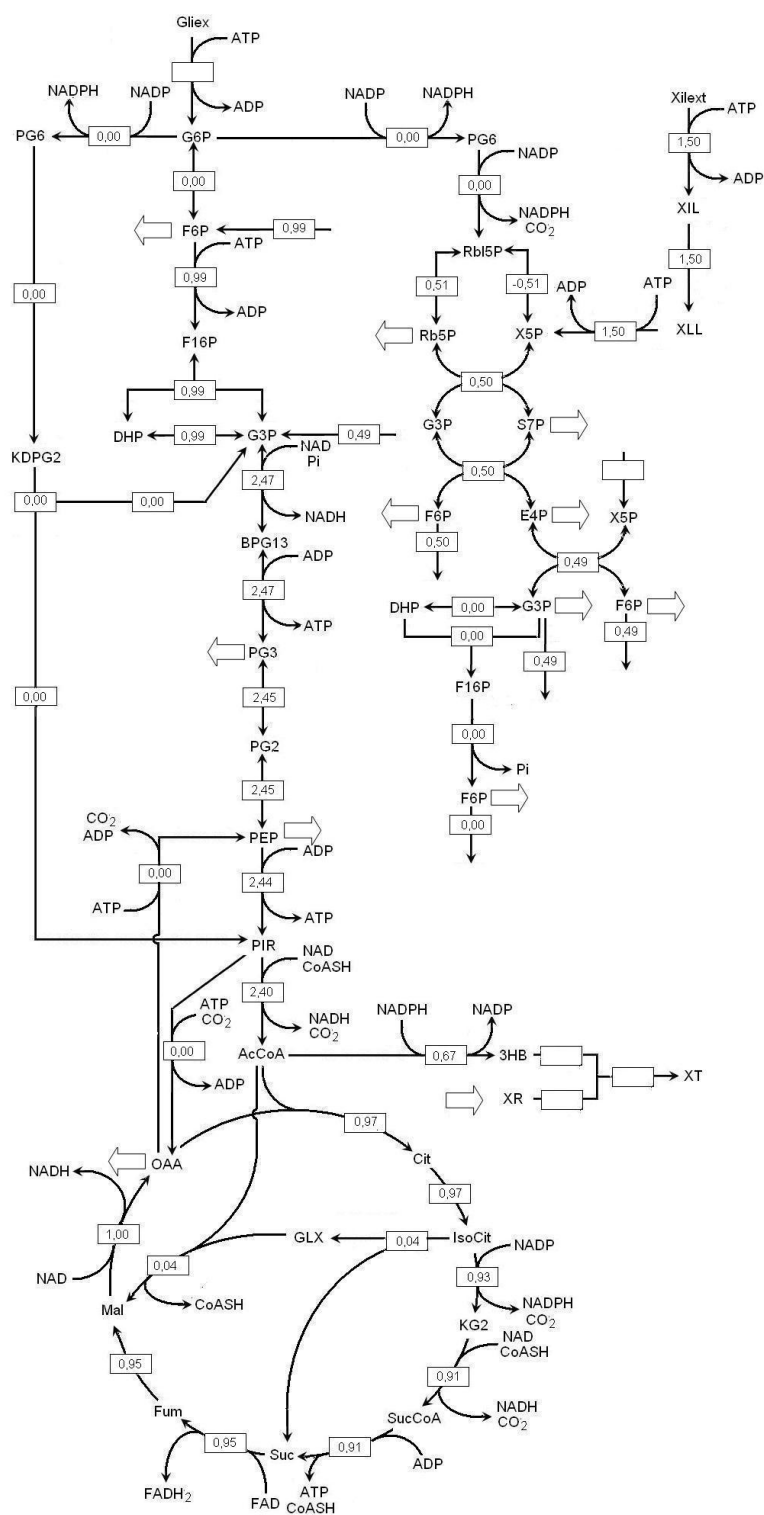 Gliex
ATP
ADP
NADPH
NADP
PG6
0,00
G6P
NADP
NADPH
0,00
PG6
NADP
0,00
NADPH
CO2
Xilext
ATP
1,50
ADP
XIL
1,50
XLL
0,00
F6P
0,99
ATP
0,99
ADP
F16P
0,99
DHP
0,99
G3P
0,49
0,00
KDPG2
0,00
0,00
0,00
Rbl5P
0,51
-0,51
ADP
ATP
1,50
Rb5P
X5P
0,50
G3P
S7P
0,50
F6P
E4P
X5P
0,50
0,49
DHP
0,00
G3P
F6P
0,00
0,49
0,49
F16P
0,00
Pi
F6P
0,00
NAD
Pi
2,47
NADH
BPG13
ADP
2,47
ATP
PG3
2,45
PG2
2,45
CO2
ADP
PEP
0,00
ATP
ADP
2,44
ATP
PIR
NAD
CoASH
2,40
NADH
CO2
ATP
CO2
0,00
ADP
AcCoA
NADPH
NADP
0,67
3HB
XR
XT
0,97
Cit
0,97
OAA
NADH
1,00
NAD
Mal
GLX
0,04
IsoCit
0,04
CoASH
NADP
0,93
NADPH
CO2
KG2
NAD
CoASH
0,91
NADH
CO2
SucCoA
0,91
ADP
ATP
CoASH
Suc
0,95
FAD
FADH2
Fum
0,95